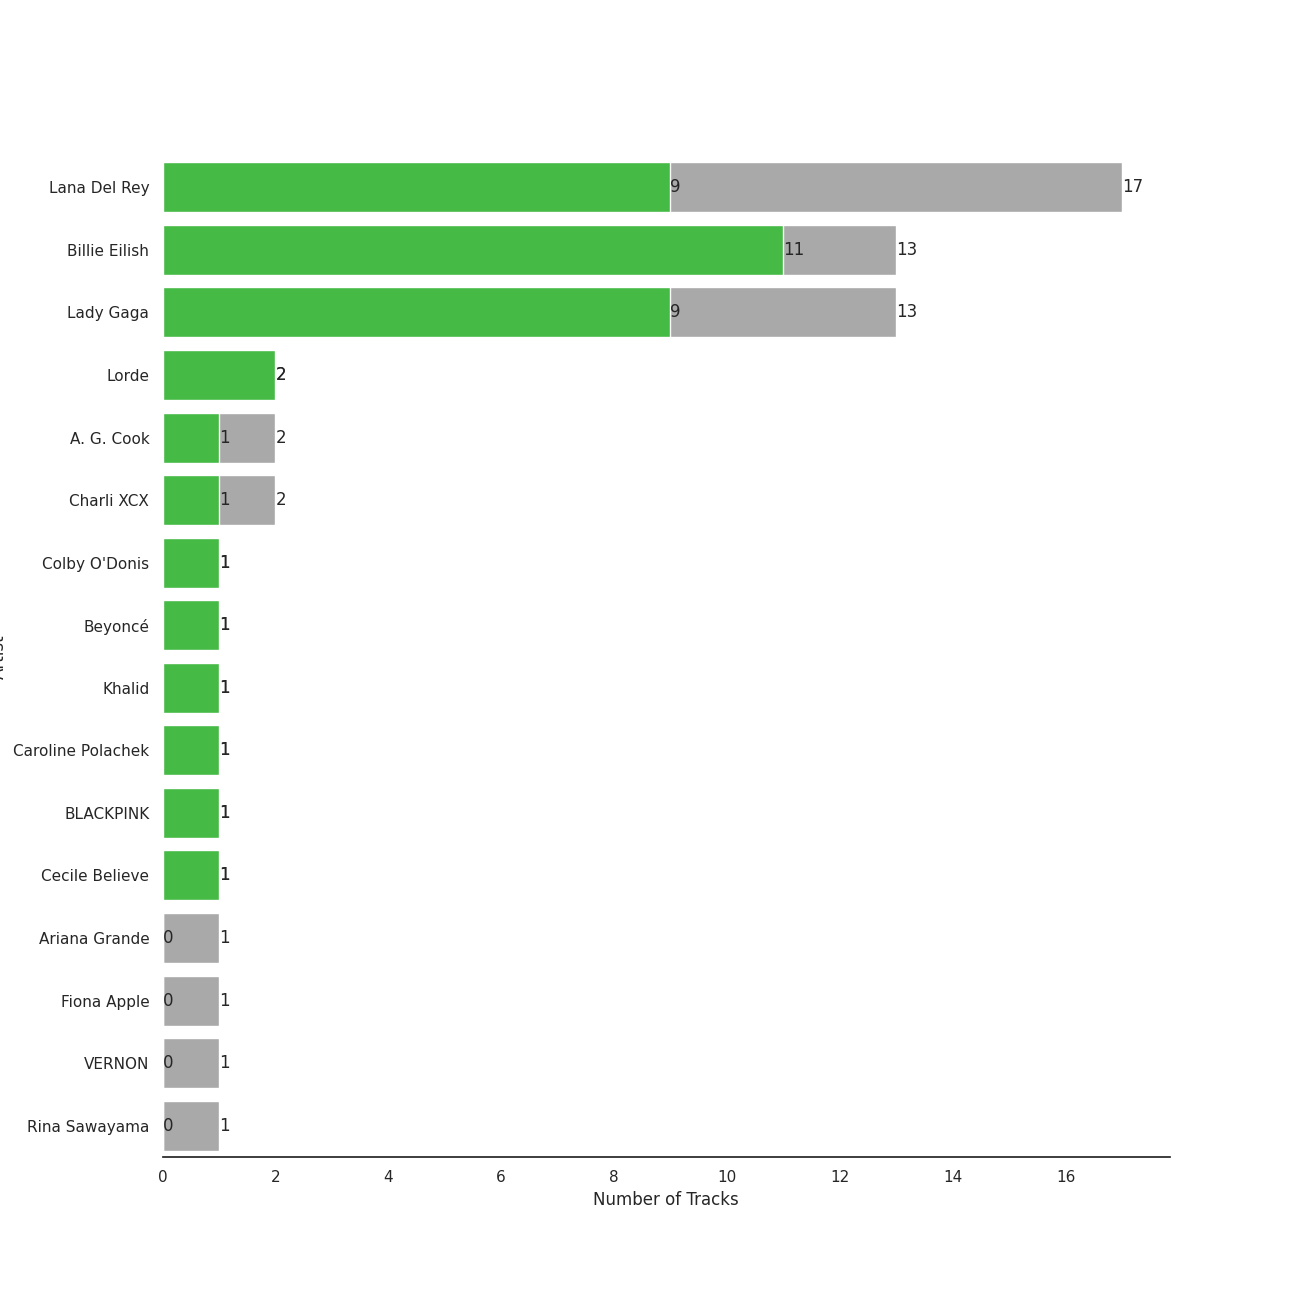 Lana Del Rey 9 17
Billie Eilish 11 13
Lady Gaga 9 13
Lorde 2
A. G. Cook 1 2
Charli XCX 1 2
Colby O'Donis 1
Beyoncé 1
Khalid 1
Caroline Polachek 1
BLACKPINK 1
Cecile Believe 1
Ariana Grande 0 1
Fiona Apple 0 1
VERNON 0 1
Rina Sawayama 0 1
0 2 4 6 8 10 12 14 16
Number of Tracks